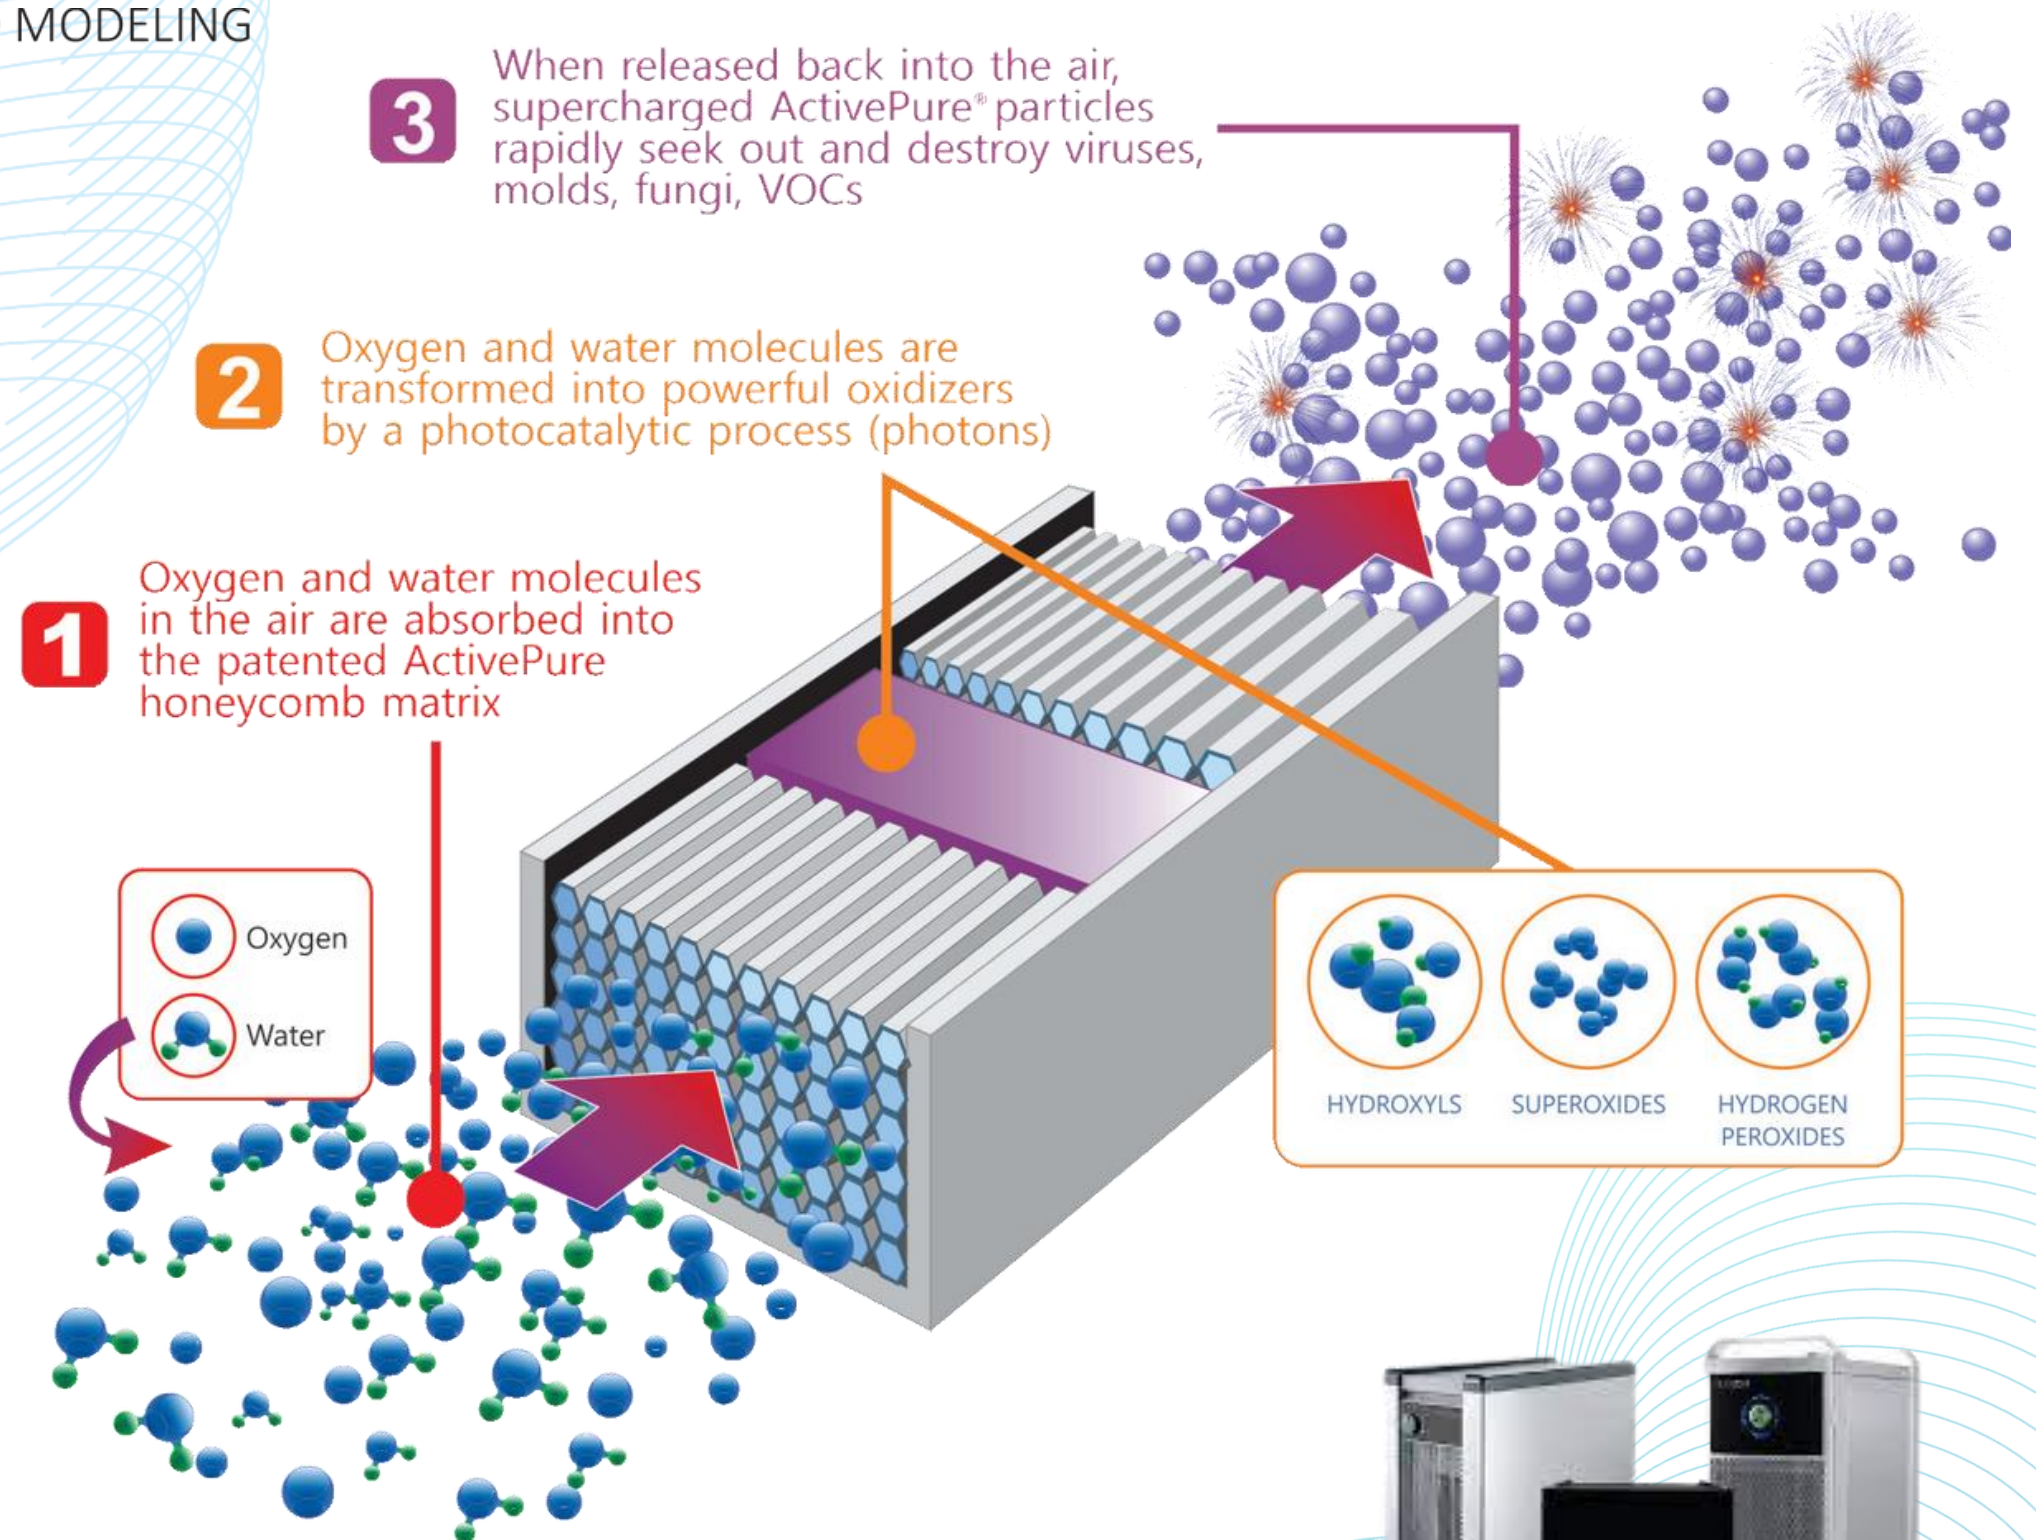 MODELING
3
When released back into the air,
supercharged ActivePure® particles
rapidly seek out and destroy viruses,
molds, fungi, VOCs
2
Oxygen and water molecules are
transformed into powerful oxidizers
by a photocatalytic process (photons)
1
Oxygen and water molecules
in the air are absorbed into
the patented ActivePure
honeycomb matrix
Oxygen
Water
HYDROXYLS
SUPEROXIDES
HYDROGEN
PEROXIDES